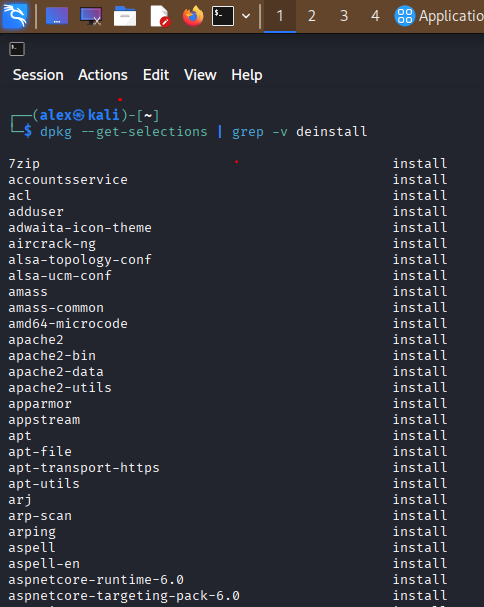 1 2 3 4 Applicatio
Session Actions Edit View Help
┌──(alex㉿kali)-[~]
└─$ dpkg --get-selections | grep -v deinstall
7zip install
accountsservice install
acl install
adduser install
adwaita-icon-theme install
aircrack-ng install
alsa-topology-conf install
alsa-ucm-conf install
amass install
amass-common install
amd64-microcode install
apache2 install
apache2-bin install
apache2-data install
apache2-utils install
apparmor install
appstream install
apt install
apt-file install
apt-transport-https install
apt-utils install
arj install
arp-scan install
arping install
aspell install
aspell-en install
aspnetcore-runtime-6.0 install
aspnetcore-targeting-pack-6.0 install